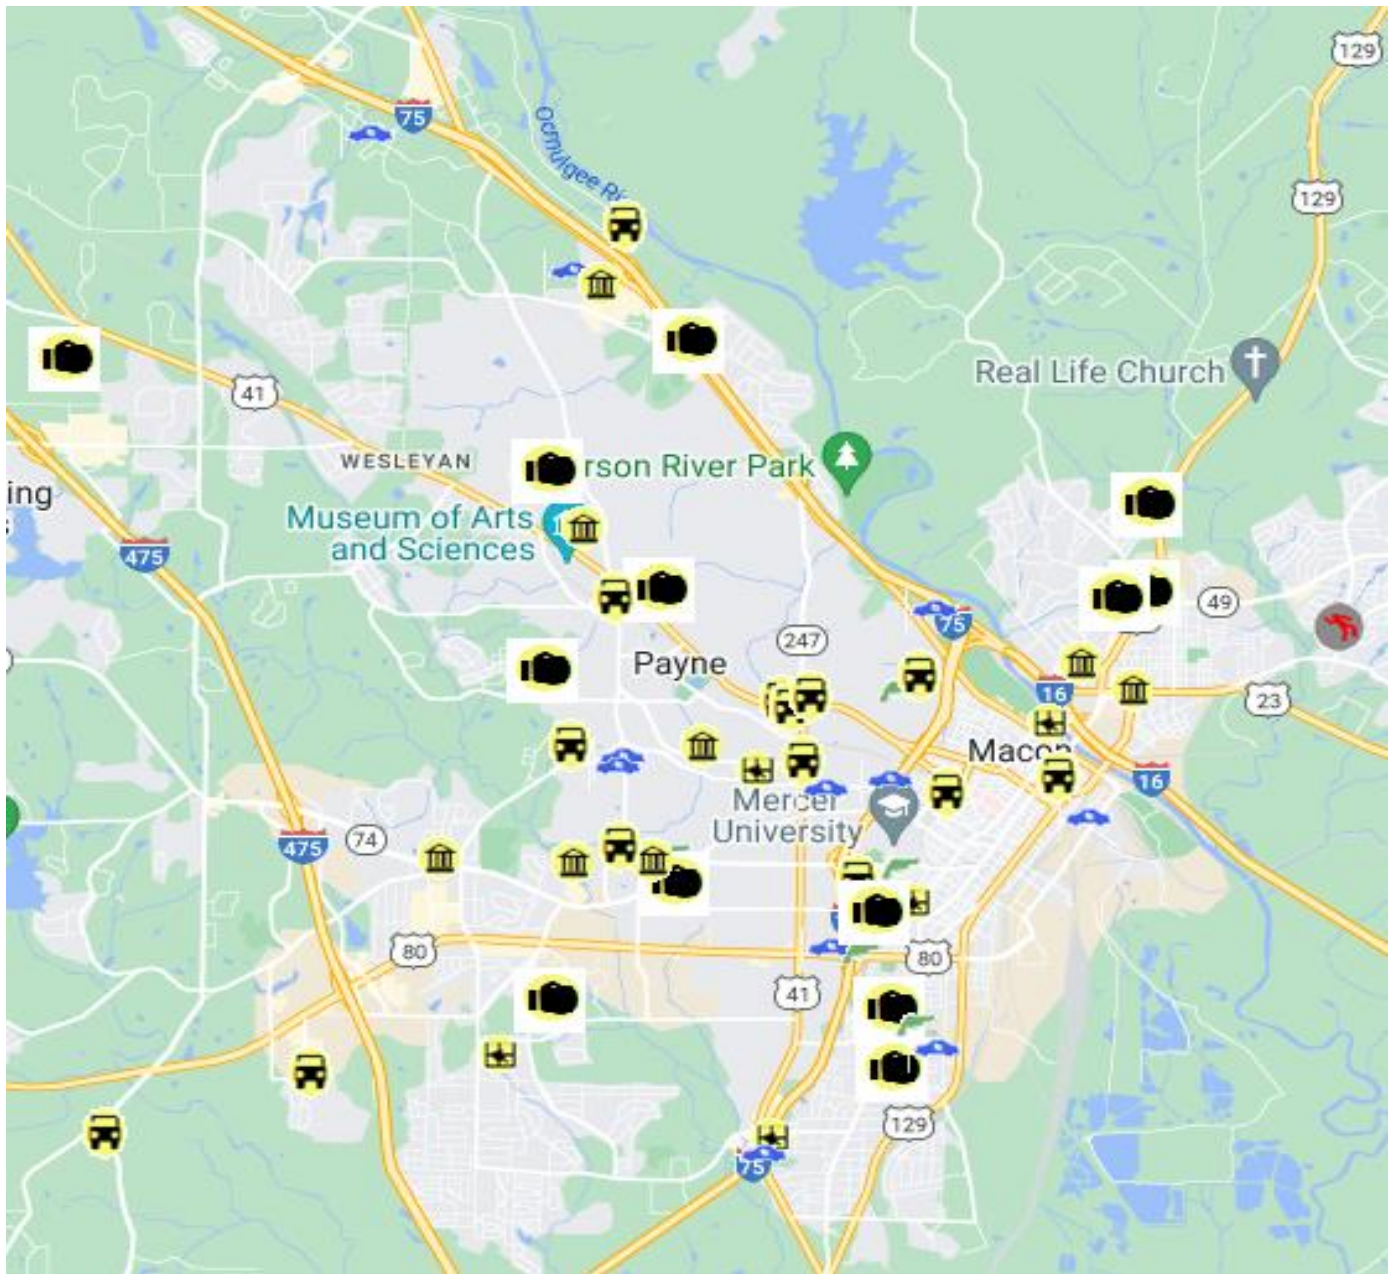 129
75
Ocmulgee Ri
129
Real Life Church
41
WESLEYAN
rson River Park
ing
s
Museum of Arts
and Sciences
475
49
75
247
Payne
16
23
Macon
16
Mercer
University
74
475
80
80
41
129
75